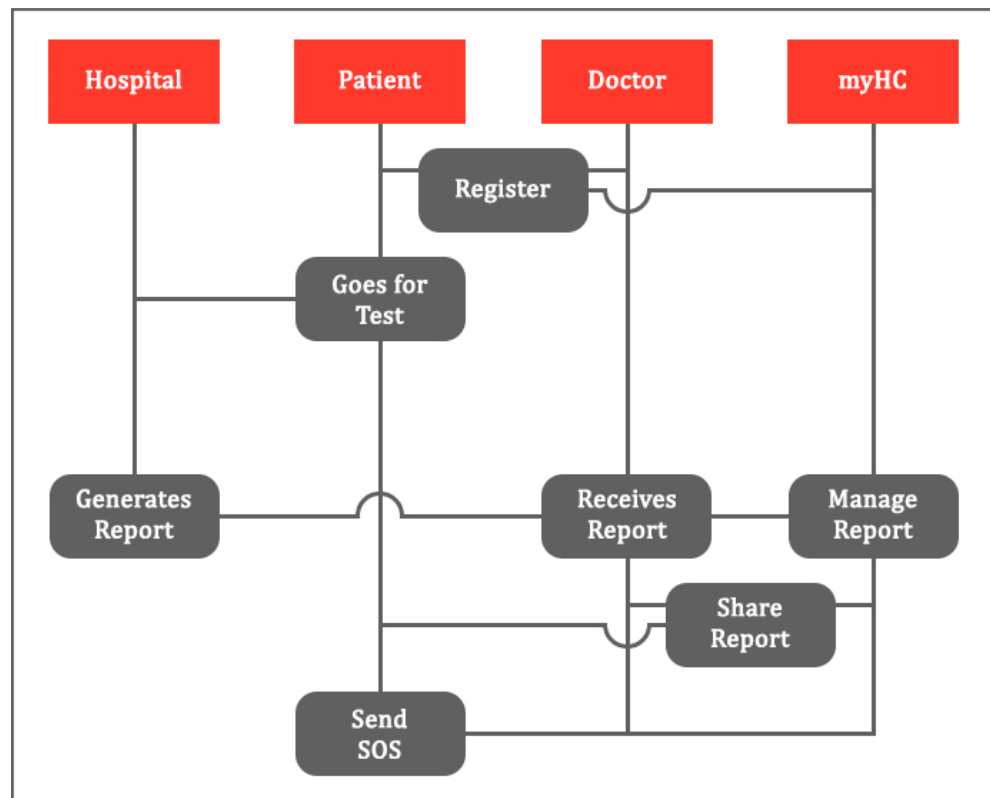 Hospital
Patient
Doctor
myHC
Register
Goes for
Test
Generates
Report
Receives
Report
Manage
Report
Share
Report
Send
SOS